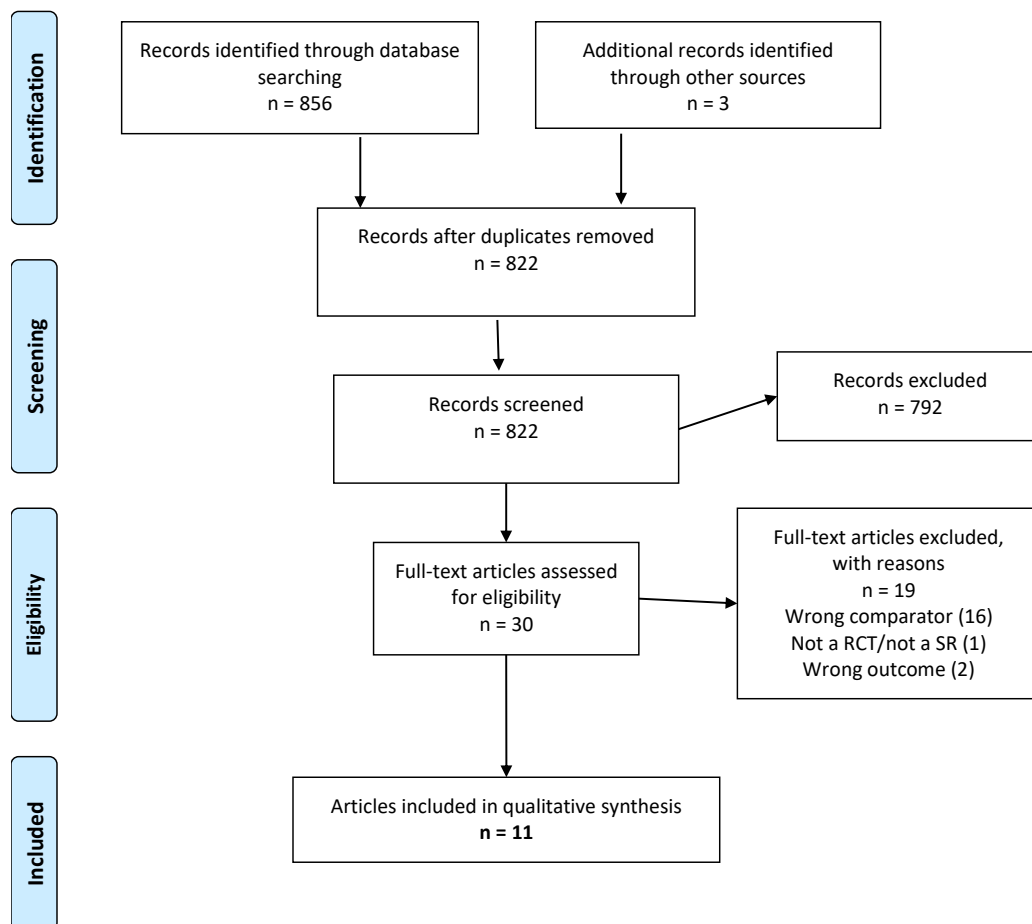 Identification
Records identified through database
searching
n = 856
Additional records identified
through other sources
n = 3
Records after duplicates removed
n = 822
Screening
Records screened
n = 822
Records excluded
n = 792
Eligibility
Full-text articles assessed
for eligibility
n = 30
Full-text articles excluded,
with reasons
n = 19
Wrong comparator (16)
Not a RCT/not a SR (1)
Wrong outcome (2)
Included
Articles included in qualitative synthesis
n = 11